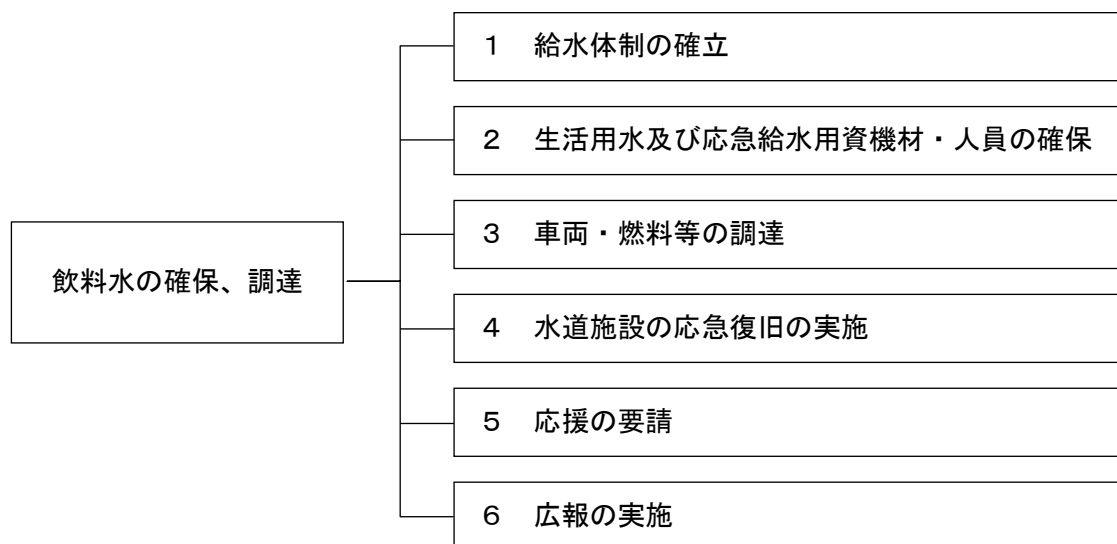 飲料水の確保、調達
１　給水体制の確立
２　生活用水及び応急給水用資機材・人員の確保
３　車両・燃料等の調達
４　水道施設の応急復旧の実施
５　応援の要請
６　広報の実施